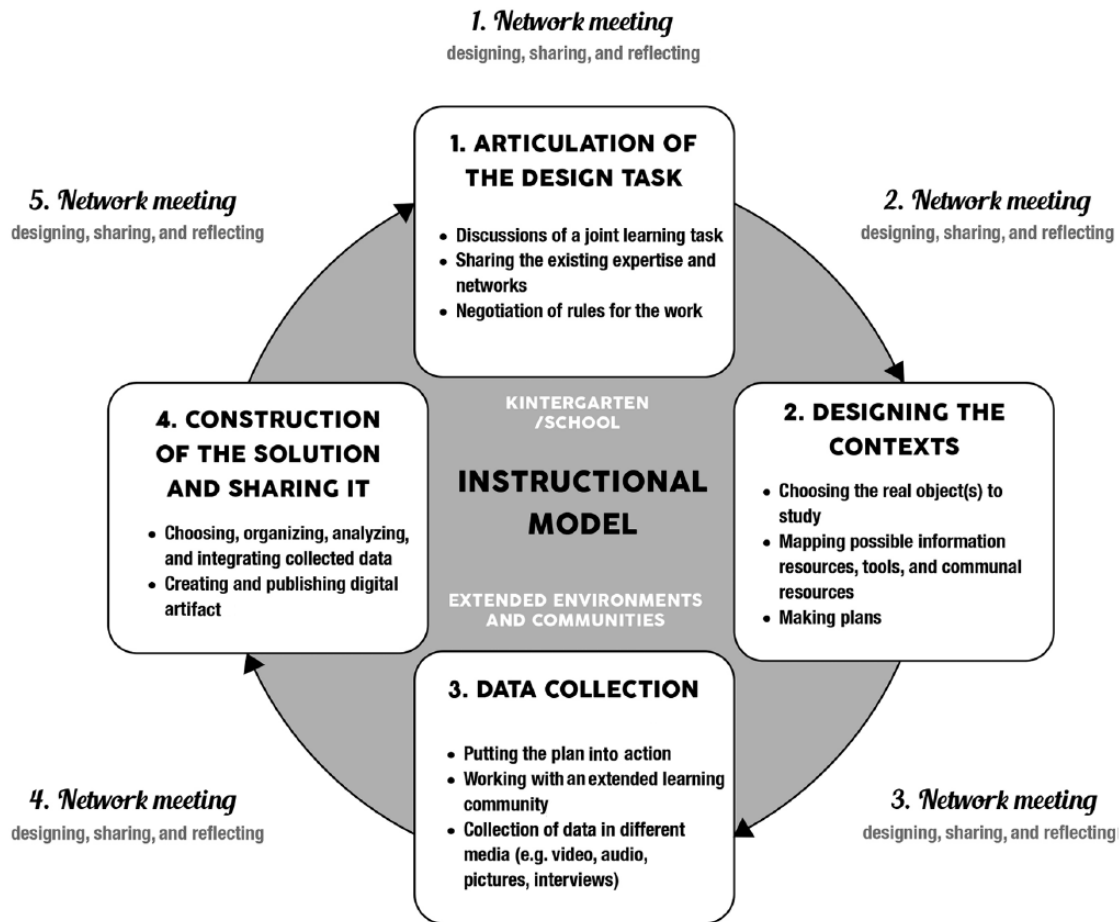 1. Network meeting
designing, sharing, and reflecting
1. ARTICULATION OF
THE DESIGN TASK
• Discussions of a joint learning task
• Sharing the existing expertise and
networks
• Negotiation of rules for the work
5. Network meeting
designing, sharing, and reflecting
2. Network meeting
designing, sharing, and reflecting
4. CONSTRUCTION
OF THE SOLUTION
AND SHARING IT
• Choosing, organizing, analyzing,
and integrating collected data
• Creating and publishing digital
artifact
KINTERGARTEN
/SCHOOL
INSTRUCTIONAL
MODEL
EXTENDED ENVIRONMENTS
AND COMMUNITIES
2. DESIGNING THE
CONTEXTS
• Choosing the real object(s) to
study
• Mapping possible information
resources, tools, and communal
resources
• Making plans
3. DATA COLLECTION
• Putting the plan into action
• Working with an extended learning
community
• Collection of data in different
media (e.g. video, audio,
pictures, interviews)
4. Network meeting
designing, sharing, and reflecting
3. Network meeting
designing, sharing, and reflecting